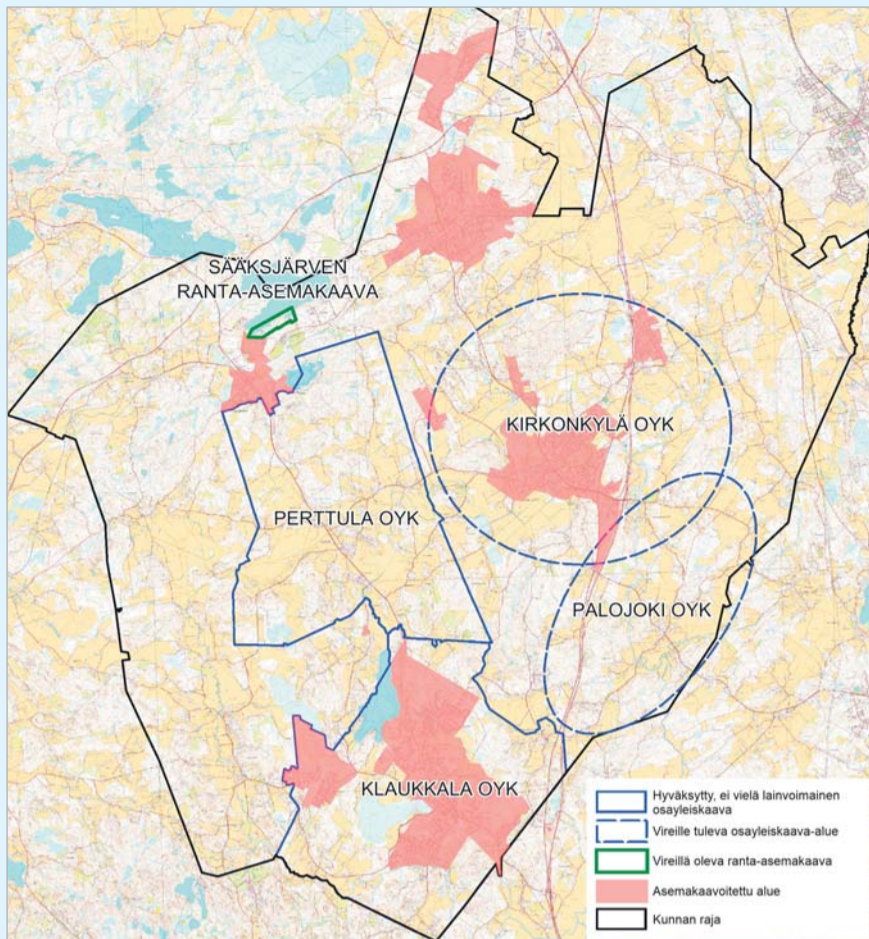 SÄÄKSJÄRVEN
RANTA-ASEMAKAAVA
KIRKONKYLÄ OYK
PERTTULA OYK
PALOJOKI OYK
KLAUKKALA OYK
Hyväksytty, ei vielä lainvoimainen
osayleiskaava
Vireille tuleva osayleiskaava-alue
Vireillä oleva ranta-asemakaava
Asemakaavoitettu alue
Kunnan raja